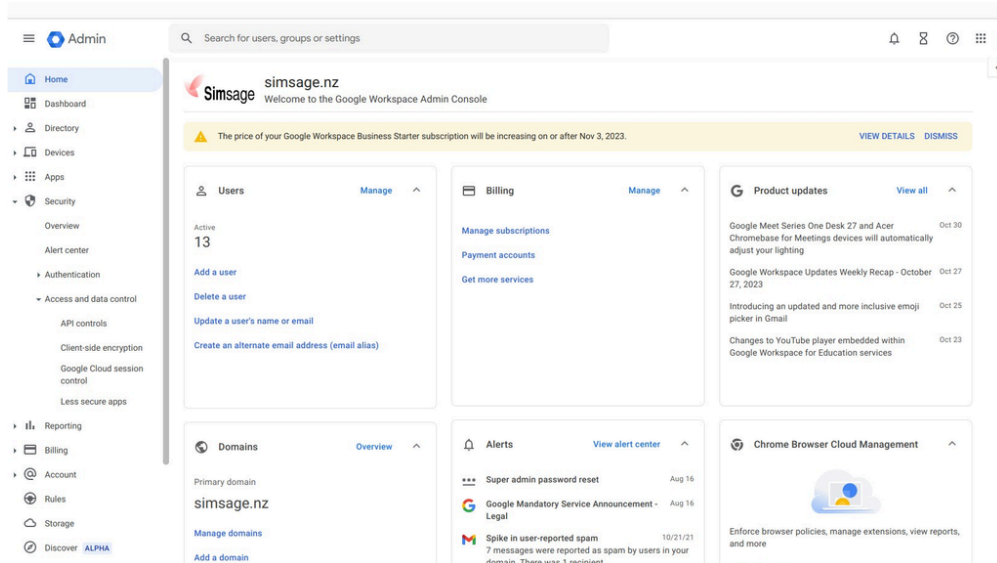 Admin
Search for users, groups or settings
Home
Dashboard
Directory
Devices
Apps
Security
Overview
Alert center
Authentication
Access and data control
API controls
Client-side encryption
Google Cloud session
control
Less secure apps
Reporting
Billing
Account
Rules
Storage
Discover ALPHA
Simsage
simsage.nz
Welcome to the Google Workspace Admin Console
The price of your Google Workspace Business Starter subscription will be increasing on or after Nov 3, 2023.
VIEW DETAILS DISMISS
Users Manage
Active
13
Add a user
Delete a user
Update a user's name or email
Create an alternate email address (email alias)
Billing Manage
Manage subscriptions
Payment accounts
Get more services
Product updates View all
Google Meet Series One Desk 27 and Acer Oct 30
Chromebase for Meetings devices will automatically
adjust your lighting
Google Workspace Updates Weekly Recap - October Oct 27
27, 2023
Introducing an updated and more inclusive emoji Oct 25
picker in Gmail
Changes to YouTube player embedded within Oct 23
Google Workspace for Education services
Domains Overview
Primary domain
simsage.nz
Manage domains
Add a domain
Alerts View alert center
Super admin password reset Aug 16
Google Mandatory Service Announcement - Aug 16
Legal
Spike in user-reported spam 10/21/21
7 messages were reported as spam by users in your
domain. There was 1 recipient
Chrome Browser Cloud Management
Enforce browser policies, manage extensions, view reports,
and more